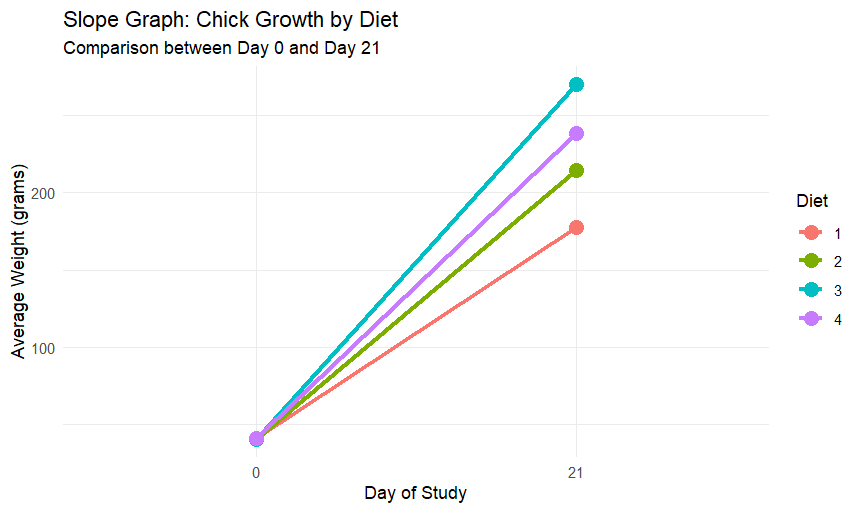 Slope Graph: Chick Growth by Diet
Comparison between Day 0 and Day 21
Average Weight (grams)
200
100
0
21
Day of Study
Diet
1
2
3
4